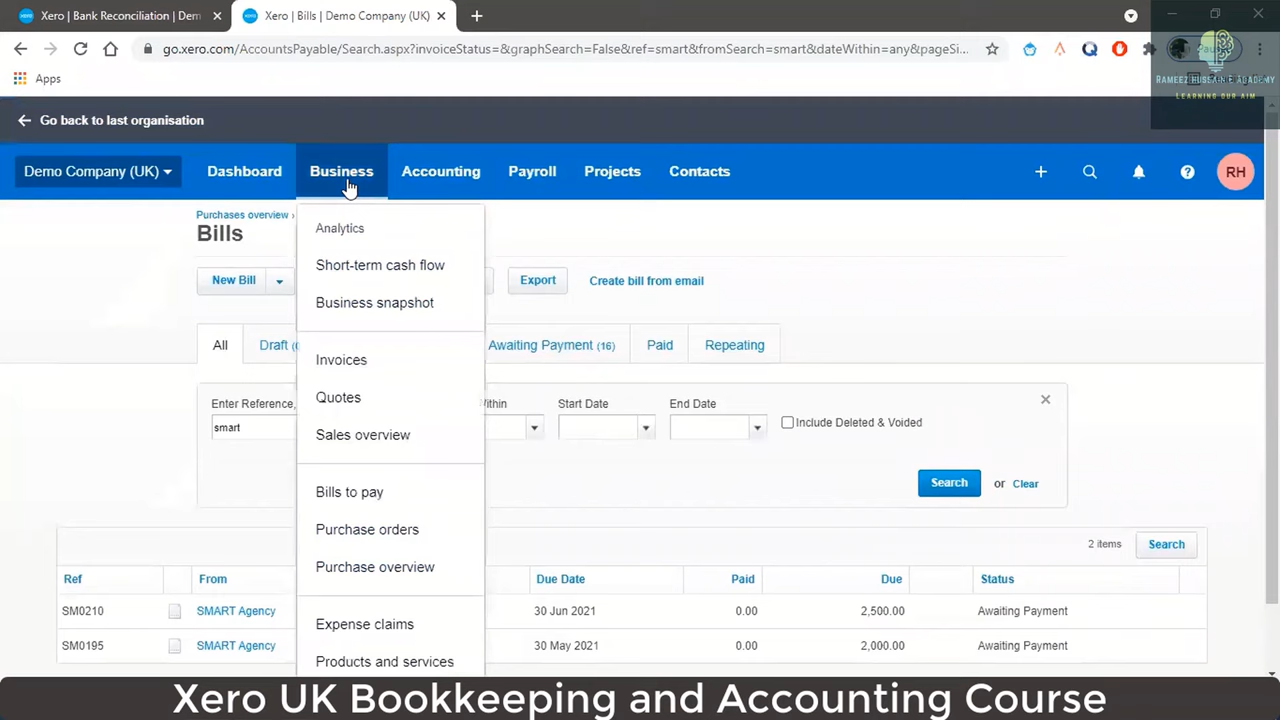 Xero | Bank Reconciliation | Dem
Xero | Bills | Demo Company (UK)
go.xero.com/AccountsPayable/Search.aspx?invoiceStatus=&graphSearch=False&ref=smart&fromSearch=smart&dateWithin=any&pageSi...
Apps
RAMEEZ HUSSAIN E ACADEMY
LEARNING OUR AIM
Go back to last organisation
Demo Company (UK)
Dashboard
Business
Accounting
Payroll
Projects
Contacts
RH
Purchases overview ›
Bills
New Bill
Export
Create bill from email
Analytics
Short-term cash flow
Business snapshot
Invoices
Quotes
Sales overview
Bills to pay
Purchase orders
Purchase overview
Expense claims
Products and services
All
Draft
Awaiting Payment (16)
Paid
Repeating
Enter Reference,
Start Date
End Date
smart
Include Deleted & Voided
Search or Clear
2 items Search
Ref From Due Date Paid Due Status
SM0210 SMART Agency 30 Jun 2021 0.00 2,500.00 Awaiting Payment
SM0195 SMART Agency 30 May 2021 0.00 2,000.00 Awaiting Payment
Xero UK Bookkeeping and Accounting Course